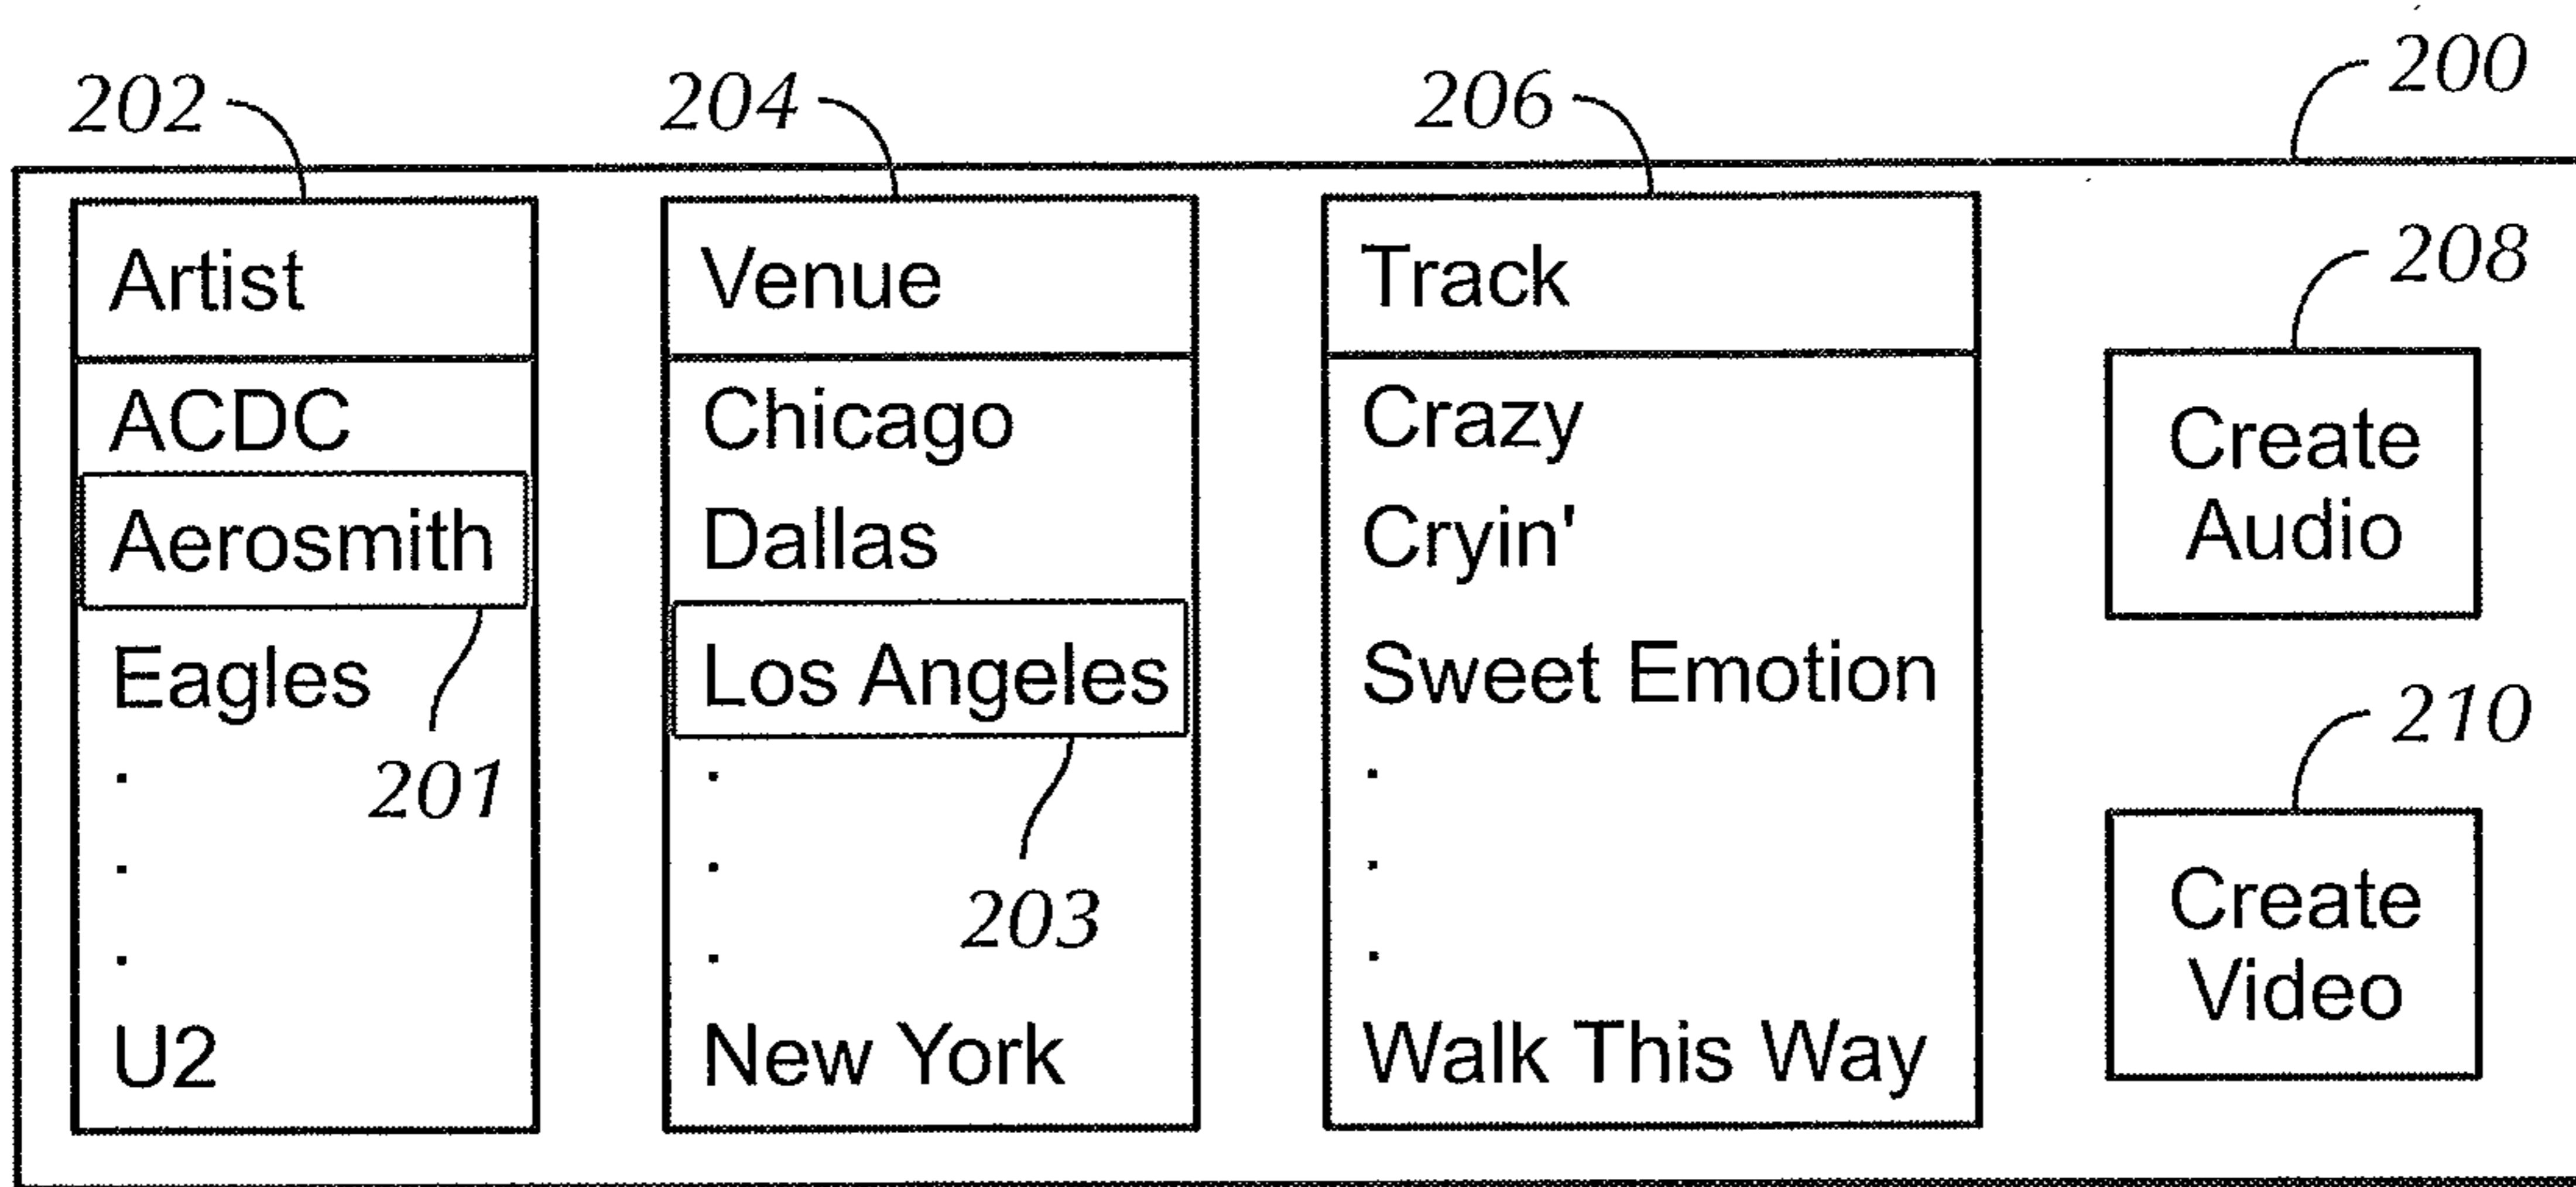 200
202
204
206
Artist
ACDC
Aerosmith
Eagles
.
.
.
U2
201
Venue
Chicago
Dallas
Los Angeles
.
.
.
New York
203
Track
Crazy
Cryin'
Sweet Emotion
.
.
.
Walk This Way
208
Create
Audio
210
Create
Video